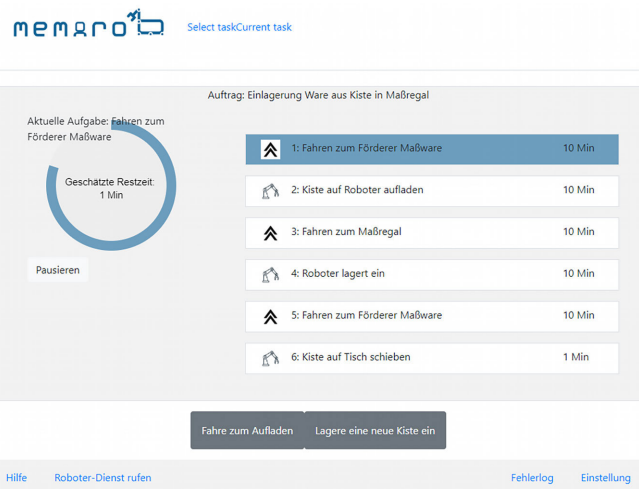 memoro
Select taskCurrent task
Auftrag: Einlagerung Ware aus Kiste in Maßregal
Aktuelle Aufgabe: Fahren zum
Förderer Maßware
Geschätzte Restzeit:
1 Min
Pausieren
1: Fahren zum Förderer Maßware 10 Min
2: Kiste auf Roboter aufladen 10 Min
3: Fahren zum Maßregal 10 Min
4: Roboter lagert ein 10 Min
5: Fahren zum Förderer Maßware 10 Min
6: Kiste auf Tisch schieben 1 Min
Fahre zum Aufladen Lagere eine neue Kiste ein
Hilfe Roboter-Dienst rufen Fehlerlog Einstellung